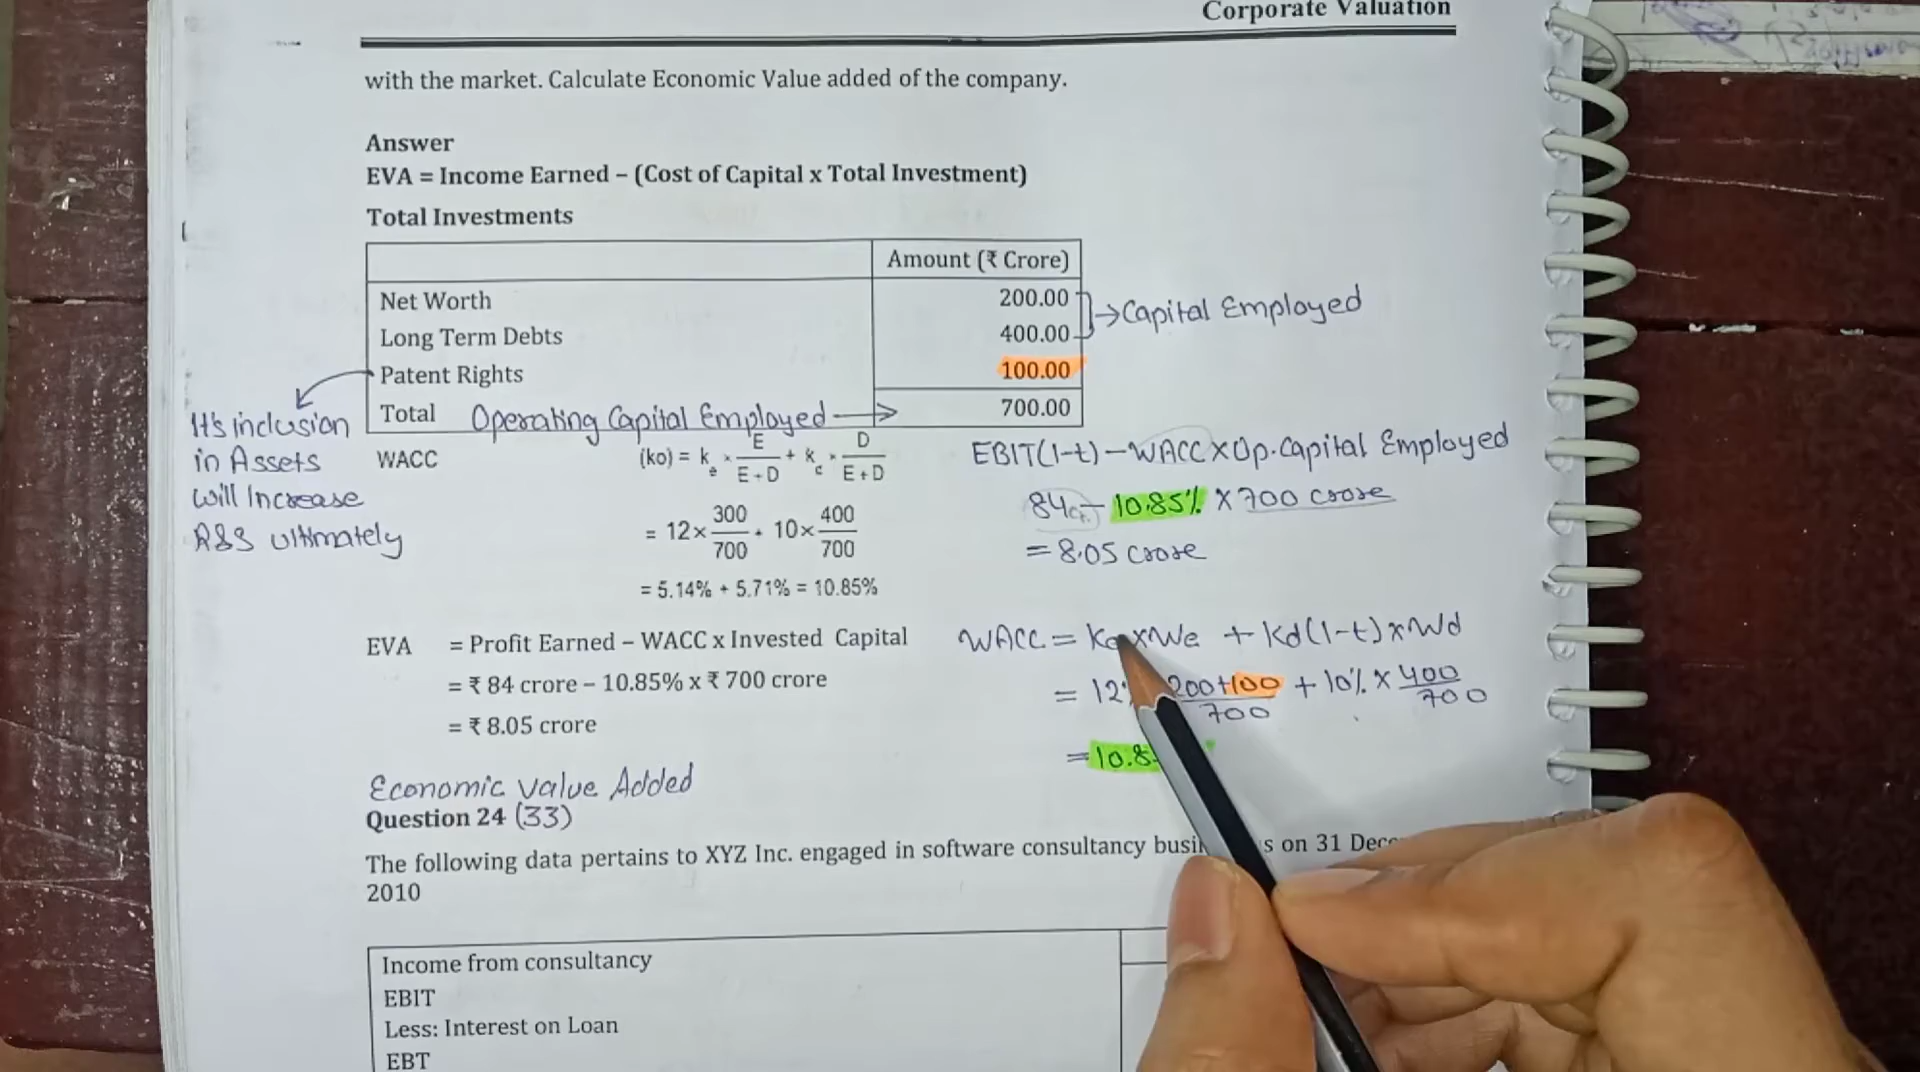 Corporate Valuation
with the market. Calculate Economic Value added of the company.
Answer
EVA = Income Earned – (Cost of Capital x Total Investment)
Total Investments
Amount (₹ Crore)
Net Worth 200.00
Long Term Debts 400.00
→ Capital Employed
Patent Rights 100.00
Total Operating Capital Employed → 700.00
It's inclusion
in Assets
will Increase
R&S ultimately
WACC (ko) = ke × E/E+D + kc × D/E+D
= 12× 300/700 + 10× 400/700
= 5.14% + 5.71% = 10.85%
EBIT(1-t) – WACC × Op. Capital Employed
84cr. – 10.85% × 700 crore
= 8.05 crore
EVA = Profit Earned – WACC x Invested Capital
= ₹ 84 crore – 10.85% x ₹ 700 crore
= ₹ 8.05 crore
WACC = Ke×We + Kd(1-t)×Wd
= 12% 200+100/700 + 10% × 400/700
= 10.8
Economic Value Added
Question 24 (33)
The following data pertains to XYZ Inc. engaged in software consultancy on 31
2010
Income from consultancy
EBIT
Less: Interest on Loan
EBT